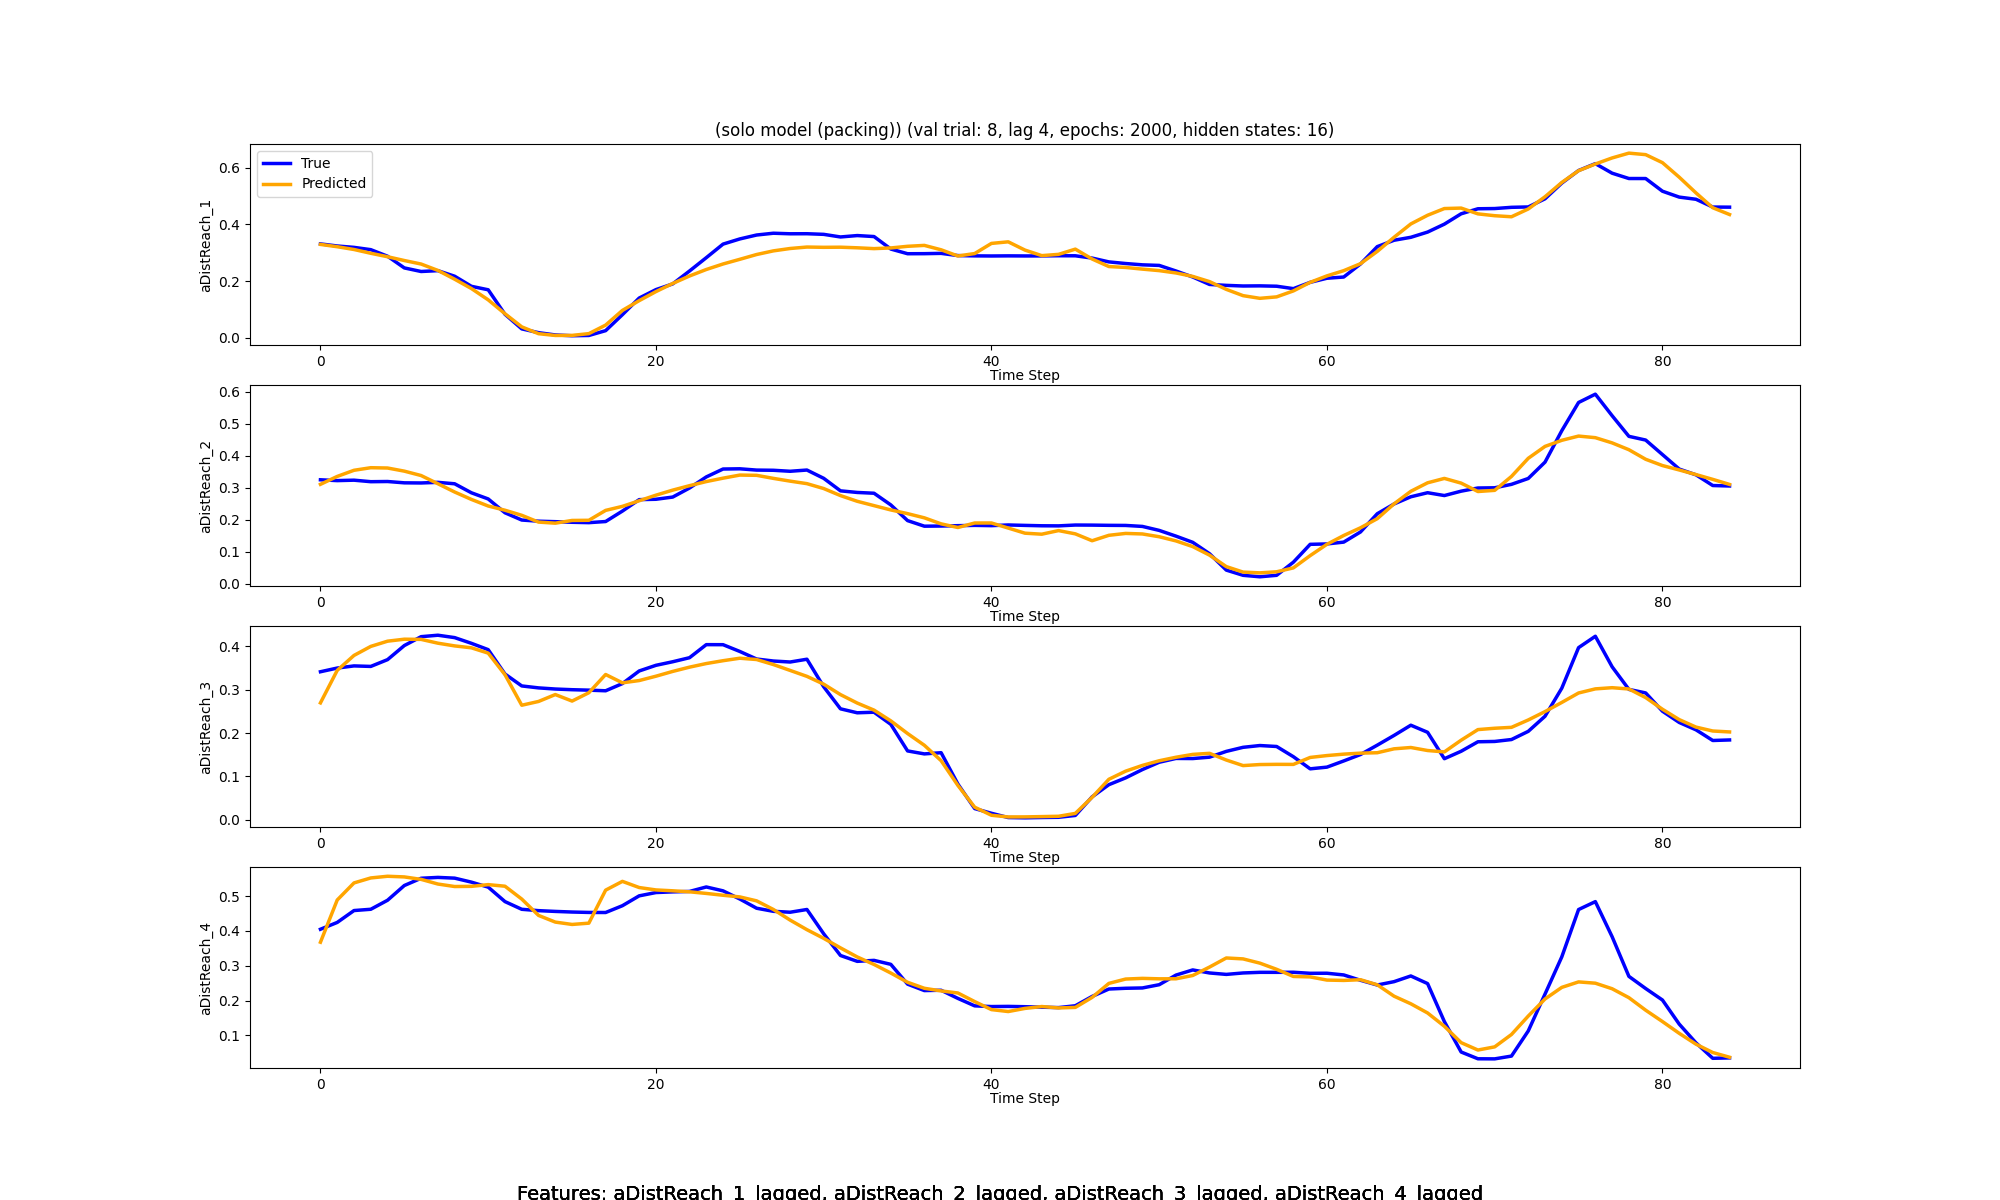 (solo model (packing)) (val trial: 8, lag 4, epochs: 2000, hidden states: 16)
True
Predicted
aDistReach_1
0.6
0.4
0.2
0.0
0 20 40 60 80
Time Step
aDistReach_2
0.6
0.5
0.4
0.3
0.2
0.1
0.0
0 20 40 60 80
Time Step
aDistReach_3
0.4
0.3
0.2
0.1
0.0
0 20 40 60 80
Time Step
aDistReach_4
0.5
0.4
0.3
0.2
0.1
0 20 40 60 80
Time Step
Features: aDistReach_1_lagged, aDistReach_2_lagged, aDistReach_3_lagged, aDistReach_4_lagged